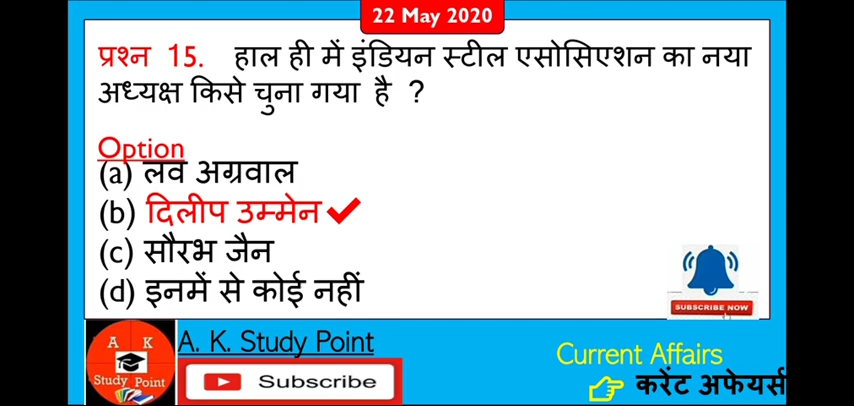 22 May 2020
प्रश्न 15. हाल ही में इंडियन स्टील एसोसिएशन का नया
अध्यक्ष किसे चुना गया है ?
Option
(a) लव अग्रवाल
(b) दिलीप उम्मेन
(c) सौरभ जैन
(d) इनमें से कोई नहीं
SUBSCRIBE NOW
A K
Study Point
A. K. Study Point
Subscribe
Current Affairs
करेंट अफेयर्स